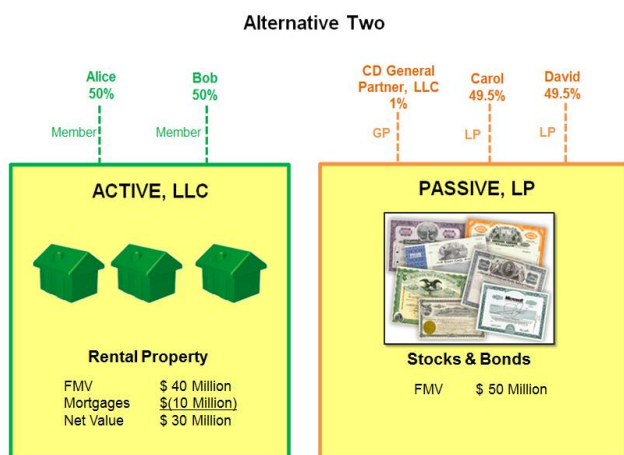 Alternative Two
Alice
50%
Bob
50%
CD General
Partner, LLC
1%
Carol
49.5%
David
49.5%
Member
Member
GP
LP
LP
ACTIVE, LLC
PASSIVE, LP
Rental Property
FMV $ 40 Million
Mortgages $(10 Million)
Net Value $ 30 Million
Stocks & Bonds
FMV $ 50 Million